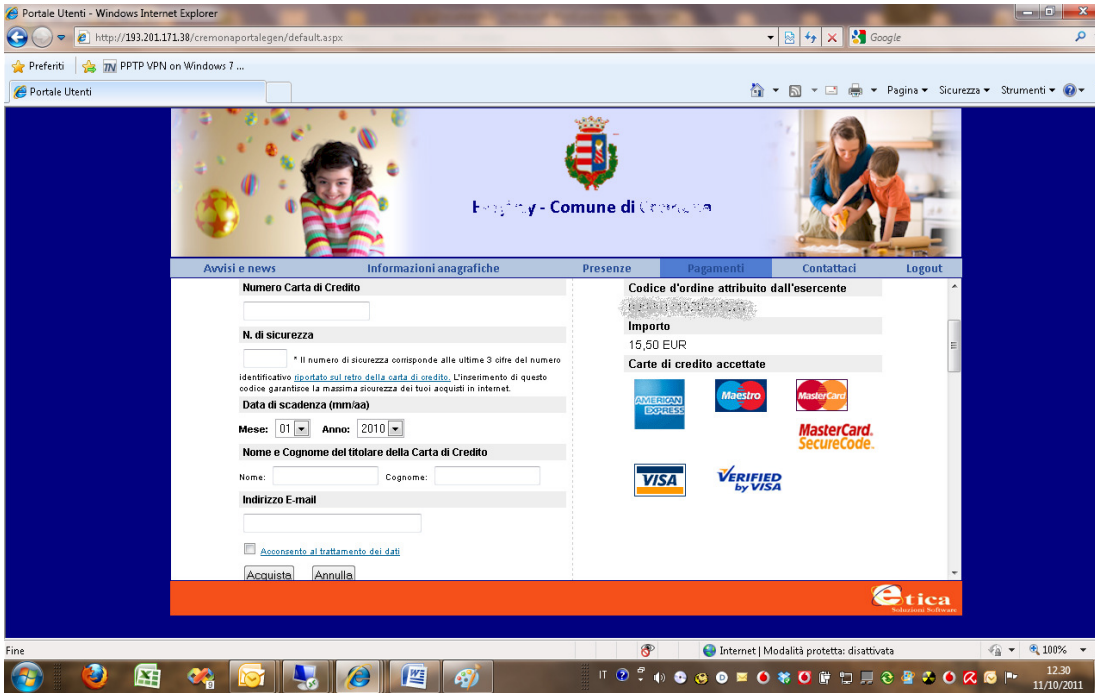 Portale Utenti - Windows Internet Explorer
http://193.201.171.38/cremonaportalegen/default.aspx
Google
Preferiti
TN PPTP VPN on Windows 7 ...
Portale Utenti
Pagina Sicurezza Strumenti
- Comune di
Avvisi e news Informazioni anagrafiche Presenze Pagamenti Contattaci Logout
Numero Carta di Credito
N. di sicurezza
* Il numero di sicurezza corrisponde alle ultime 3 cifre del numero
identificativo riportato sul retro della carta di credito. L'inserimento di questo
codice garantisce la massima sicurezza dei tuoi acquisti in internet.
Data di scadenza (mm/aa)
Mese: 01 Anno: 2010
Nome e Cognome del titolare della Carta di Credito
Nome: Cognome:
Indirizzo E-mail
Acconsento al trattamento dei dati
Acquista Annulla
Codice d'ordine attribuito dall'esercente
Importo
15,50 EUR
Carte di credito accettate
AMERICAN EXPRESS
Maestro
MasterCard
MasterCard.
SecureCode.
VISA
VERIFIED
by VISA
etica
Soluzioni Software
Fine
Internet | Modalità protetta: disattivata
100%
IT
12.30
11/10/2011